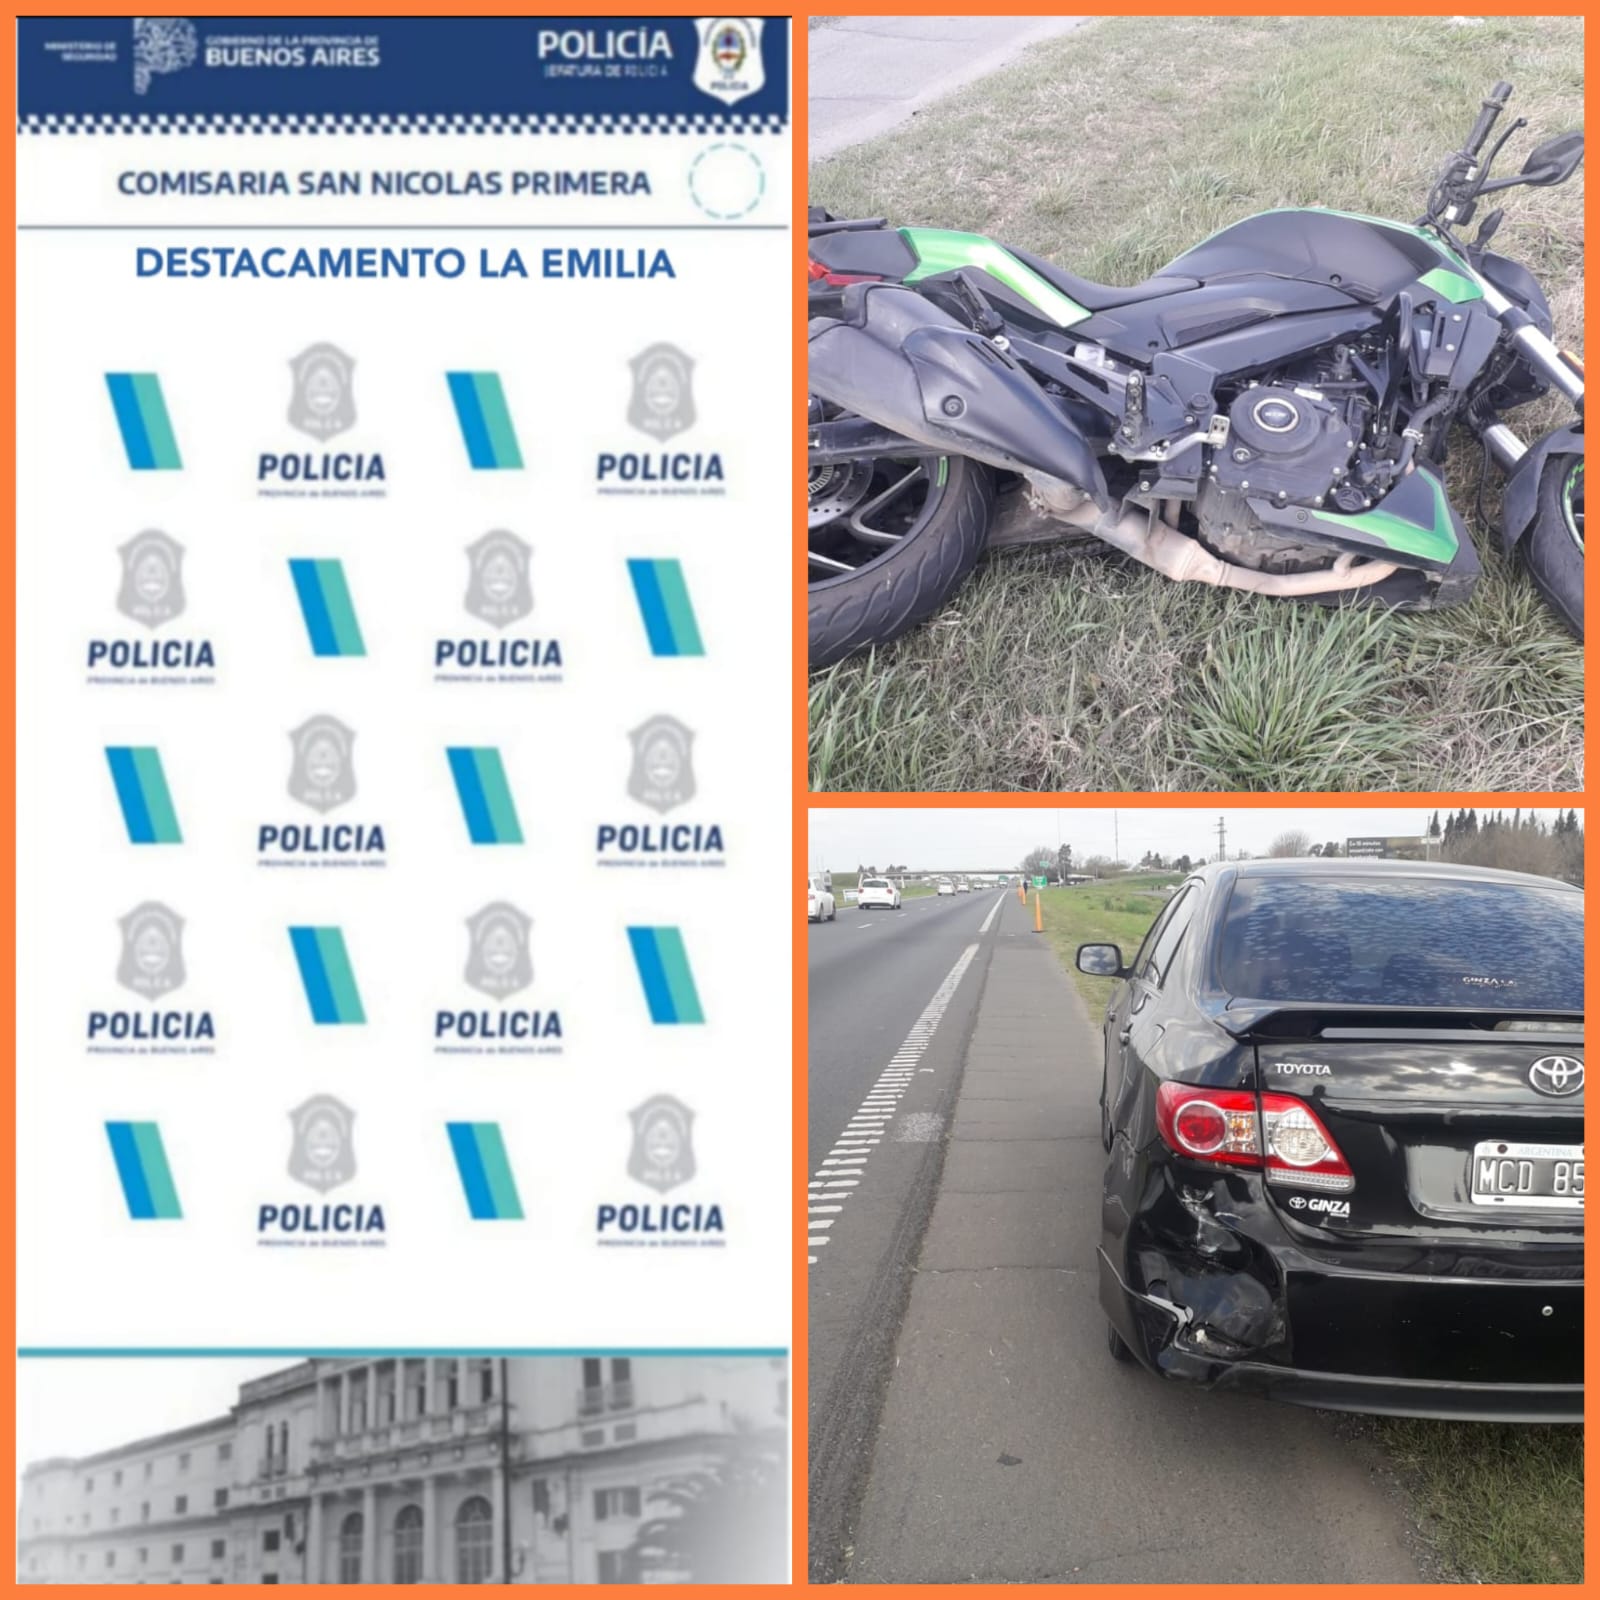 MINISTERIO DE
SEGURIDAD
GOBIERNO DE LA PROVINCIA DE
BUENOS AIRES
POLICÍA
JEFATURA DE POLICIA
POLICIA
COMISARIA SAN NICOLAS PRIMERA
DESTACAMENTO LA EMILIA
POLICIA
PROVINCIA de BUENOS AIRES
POLICIA
PROVINCIA de BUENOS AIRES
POLICIA
PROVINCIA de BUENOS AIRES
POLICIA
PROVINCIA de BUENOS AIRES
POLICIA
PROVINCIA de BUENOS AIRES
POLICIA
PROVINCIA de BUENOS AIRES
POLICIA
PROVINCIA de BUENOS AIRES
POLICIA
PROVINCIA de BUENOS AIRES
POLICIA
PROVINCIA de BUENOS AIRES
POLICIA
PROVINCIA de BUENOS AIRES
GINZA
TOYOTA
ARGENTINA
MCD 85
GINZA